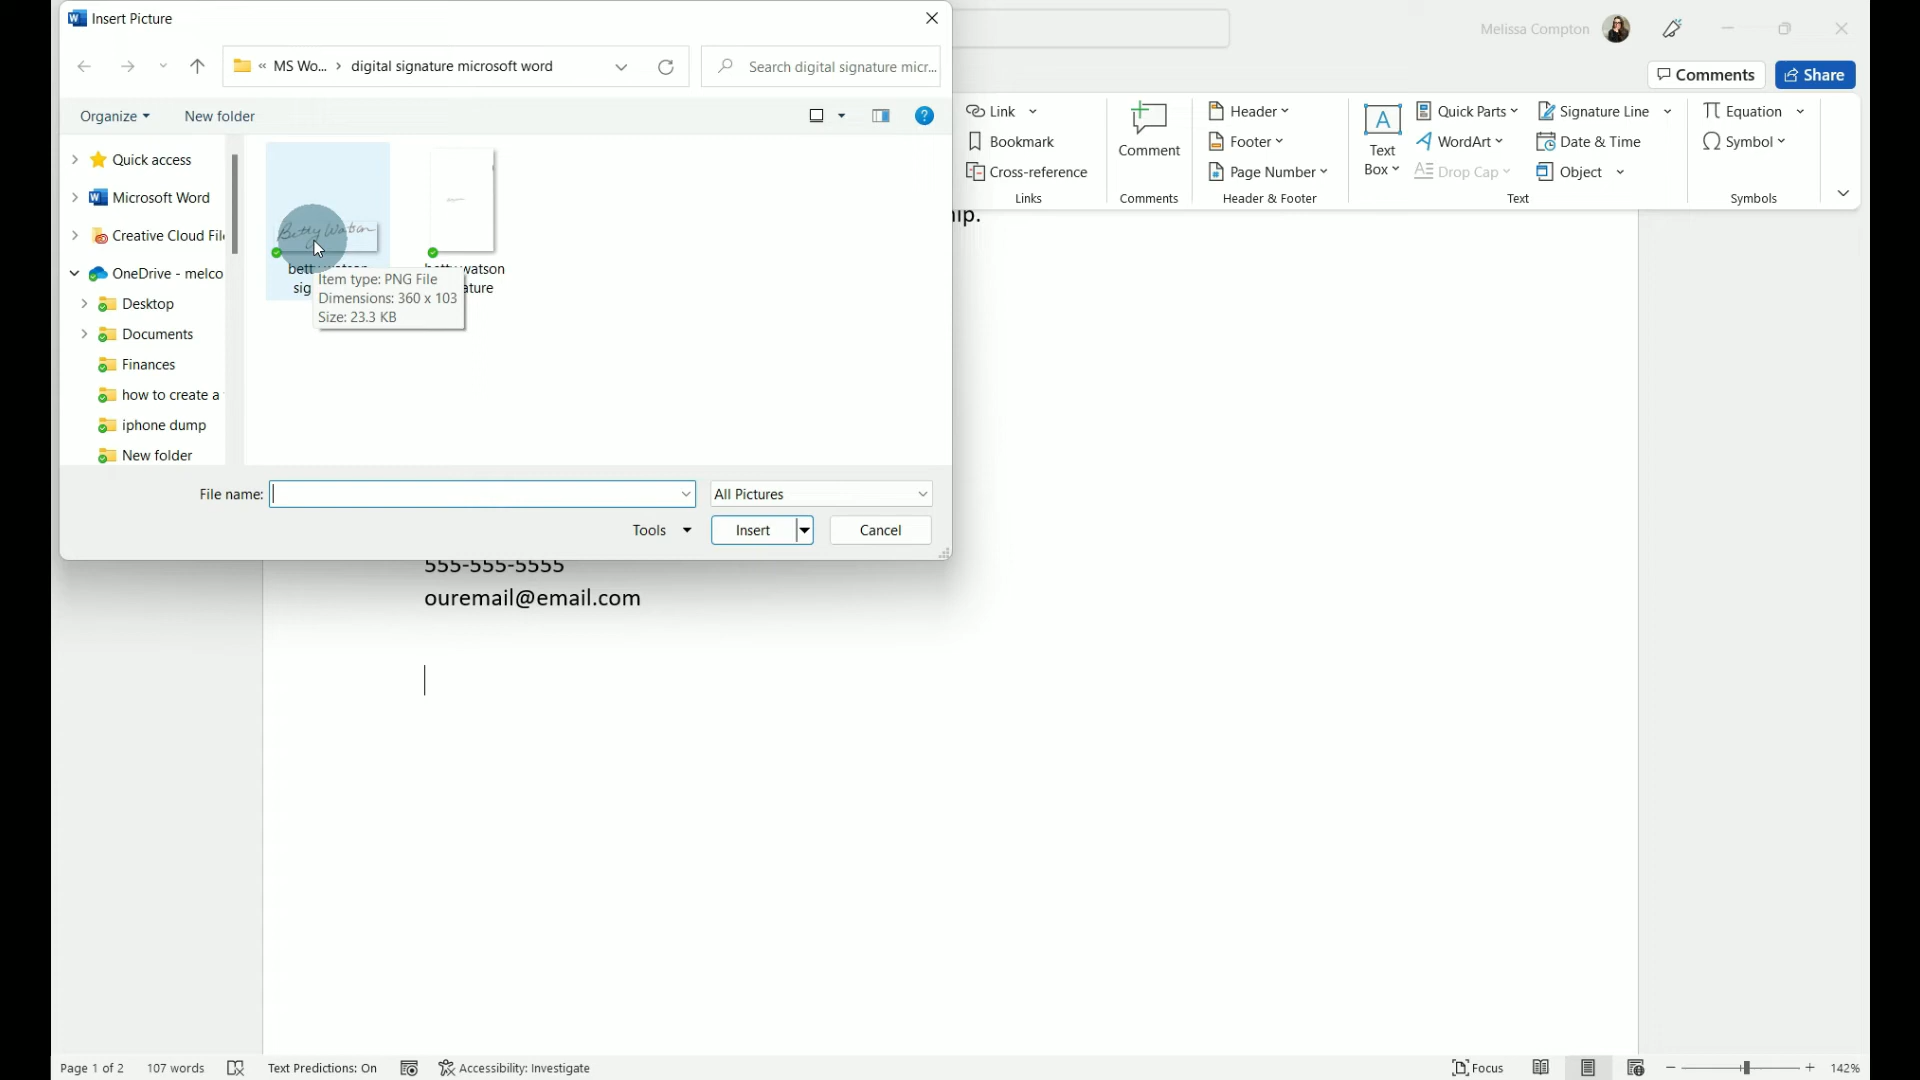 Insert Picture
Melissa Compton
« MS Wo... > digital signature microsoft word
Search digital signature micr...
Comments
Share
Organize
New folder
Link
Bookmark
Cross-reference
Links
Comment
Comments
Header
Footer
Page Number
Header & Footer
Text Box
Quick Parts
WordArt
Drop Cap
Signature Line
Date & Time
Object
Text
Equation
Symbol
Symbols
Quick access
Microsoft Word
Creative Cloud Fil
OneDrive - melco
Desktop
Documents
Finances
how to create a
iphone dump
New folder
Betty Watson
Item type: PNG File
Dimensions: 360 x 103
Size: 23.3 KB
File name:
All Pictures
Tools
Insert
Cancel
555-555-5555
ouremail@email.com
Page 1 of 2
107 words
Text Predictions: On
Accessibility: Investigate
Focus
142%